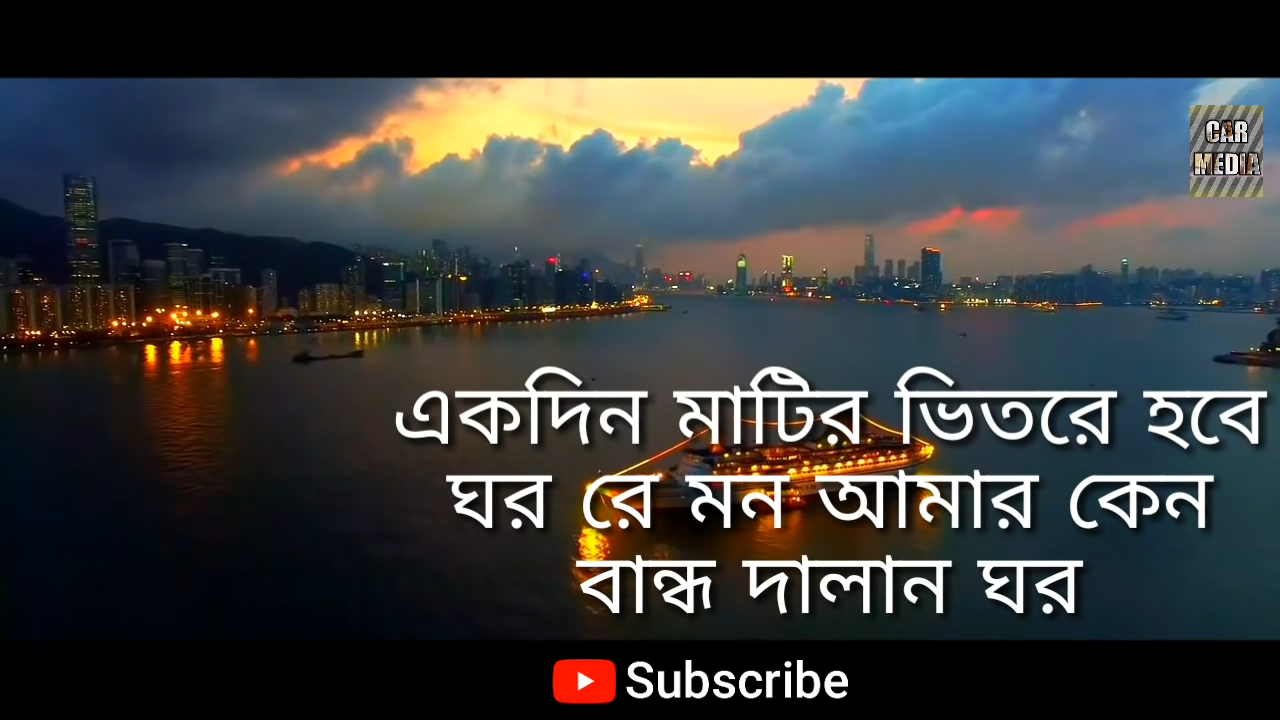 CAR
MEDIA
একদিন মাটির ভিতরে হবে
ঘর রে মন আমার কেন
বান্ধ দালান ঘর
Subscribe